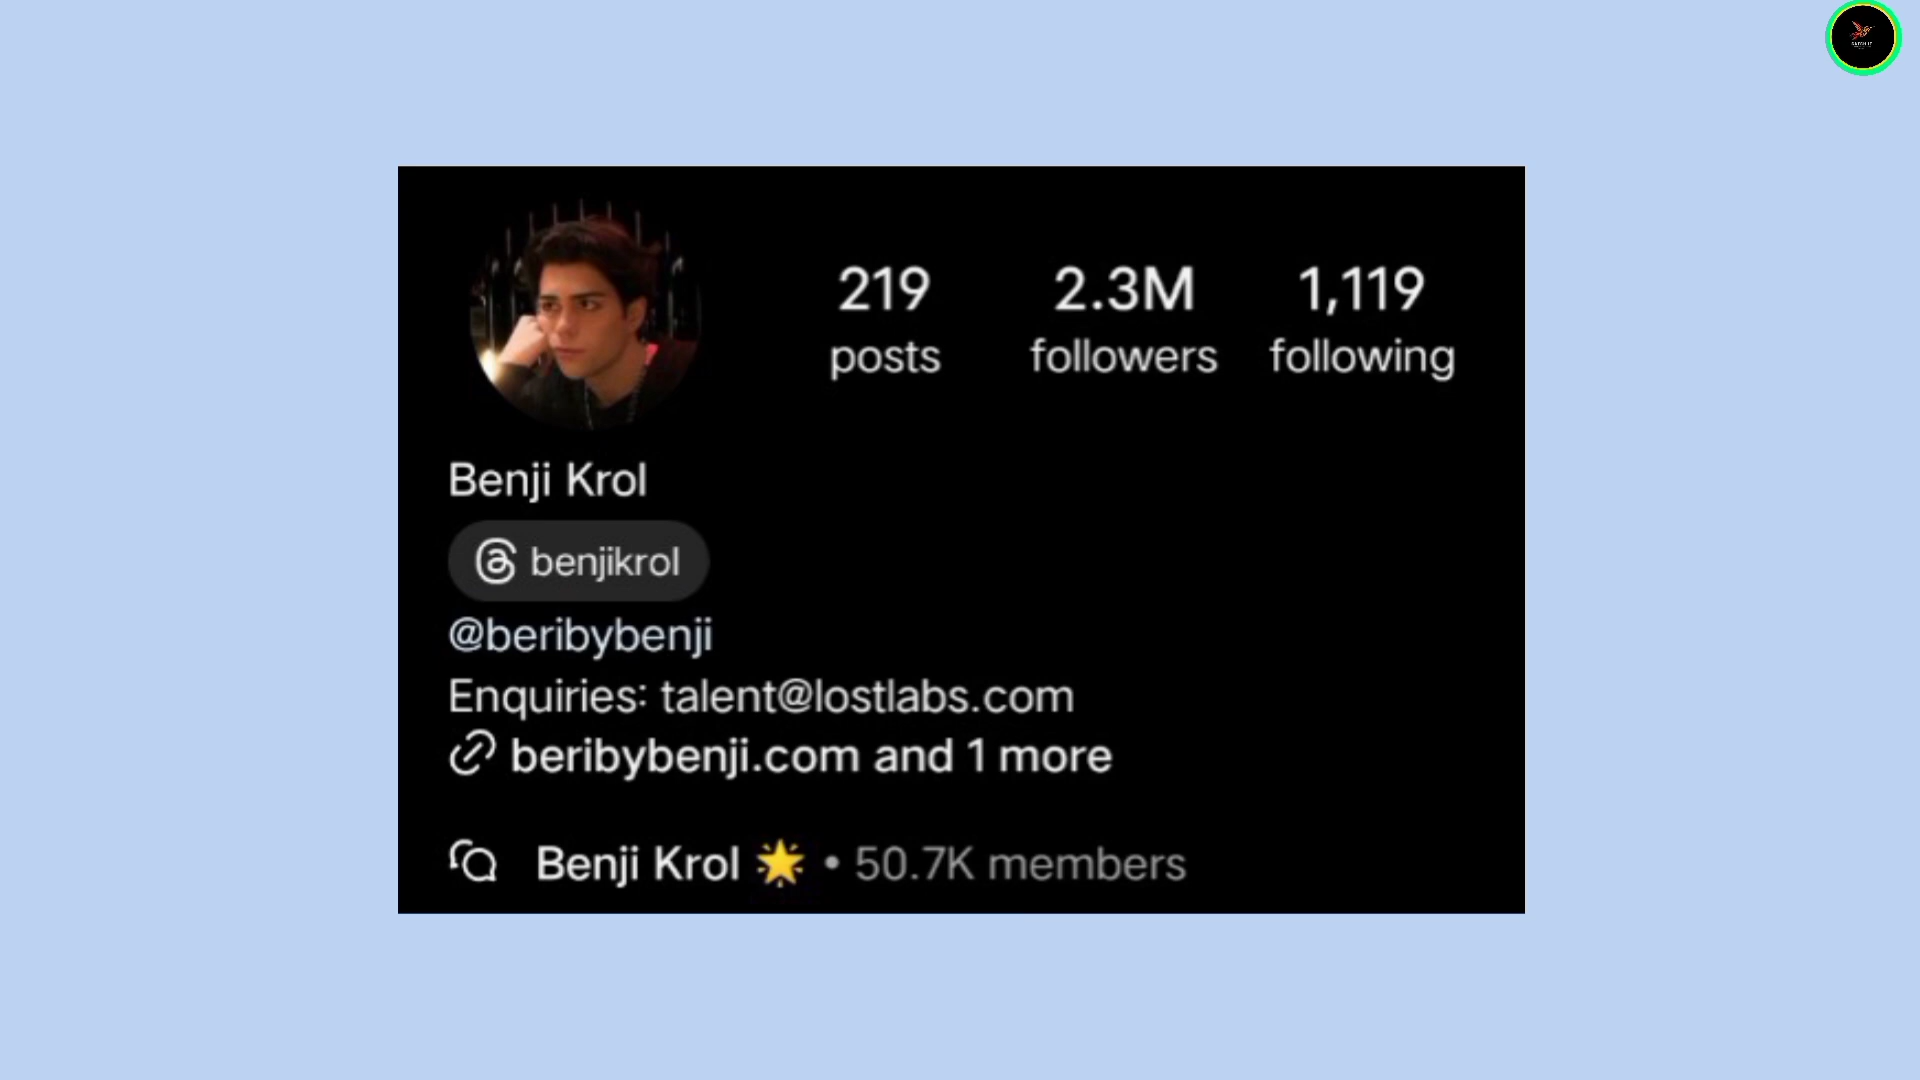 219 2.3M 1,119
posts followers following
Benji Krol
benjikrol
@beribybenji
Enquiries: talent@lostlabs.com
beribybenji.com and 1 more
Benji Krol 🌟 • 50.7K members